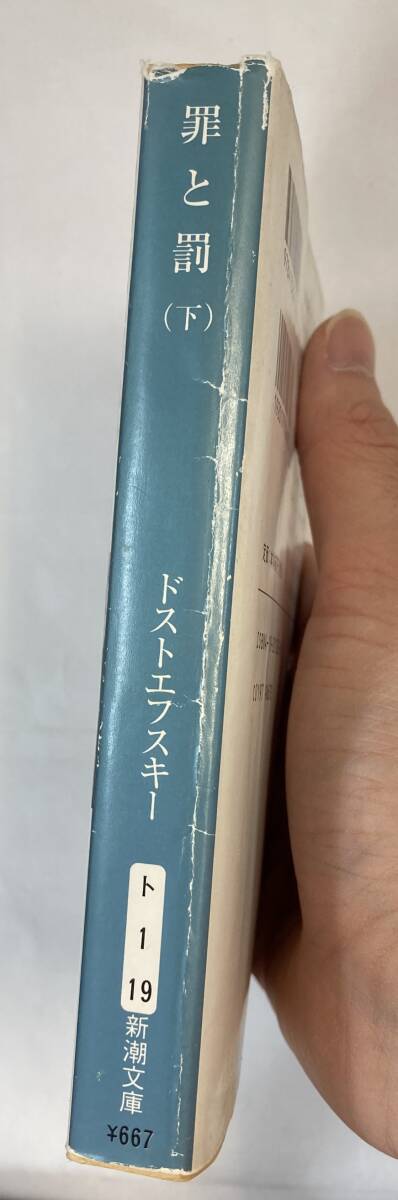 罪と罰
(下)
ドストエフスキー
ト
1
19
新潮文庫
¥667